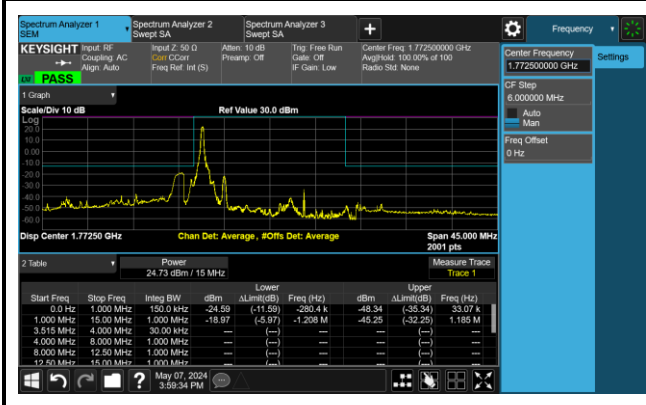 Spectrum Analyzer 1
SEM
Spectrum Analyzer 2
Swept SA
Spectrum Analyzer 3
Swept SA
Frequency
KEYSIGHT
Input: RF
Coupling: AC
Align: Auto
Input Z: 50 Ω
Corr CCorr
Freq Ref: Int (S)
Atten: 10 dB
Preamp: Off
Trig: Free Run
Gate: Off
IF Gain: Low
Center Freq: 1.772500000 GHz
Avg|Hold: 100.00% of 100
Radio Std: None
PASS
1 Graph
Scale/Div 10 dB
Ref Value 30.0 dBm
Log
20.0
10.0
0.00
-10.0
-20.0
-30.0
-40.0
-50.0
-60.0
Disp Center 1.77250 GHz
Chan Det: Average , #Offs Det: Average
Span 45.000 MHz
2001 pts
2 Table
Power
24.73 dBm / 15 MHz
Measure Trace
Trace 1
Lower Upper
Start Freq Stop Freq Integ BW dBm ΔLimit(dB) Freq (Hz) dBm ΔLimit(dB) Freq (Hz)
0.0 Hz 1.000 MHz 150.0 kHz -24.59 (-11.59) -280.4 k -48.34 (-35.34) 33.07 k
1.000 MHz 15.00 MHz 1.000 MHz -18.97 (-5.97) -1.208 M -45.25 (-32.25) 1.185 M
3.515 MHz 4.000 MHz 30.00 kHz --- (---) --- --- (---) ---
4.000 MHz 8.000 MHz 1.000 MHz --- (---) --- --- (---) ---
8.000 MHz 12.50 MHz 1.000 MHz --- (---) --- --- (---) ---
12.50 MHz 15.00 MHz 1.000 MHz --- (---) --- --- (---) ---
May 07, 2024
3:59:34 PM
Center Frequency
1.772500000 GHz
Settings
CF Step
6.000000 MHz
Auto
Man
Freq Offset
0 Hz